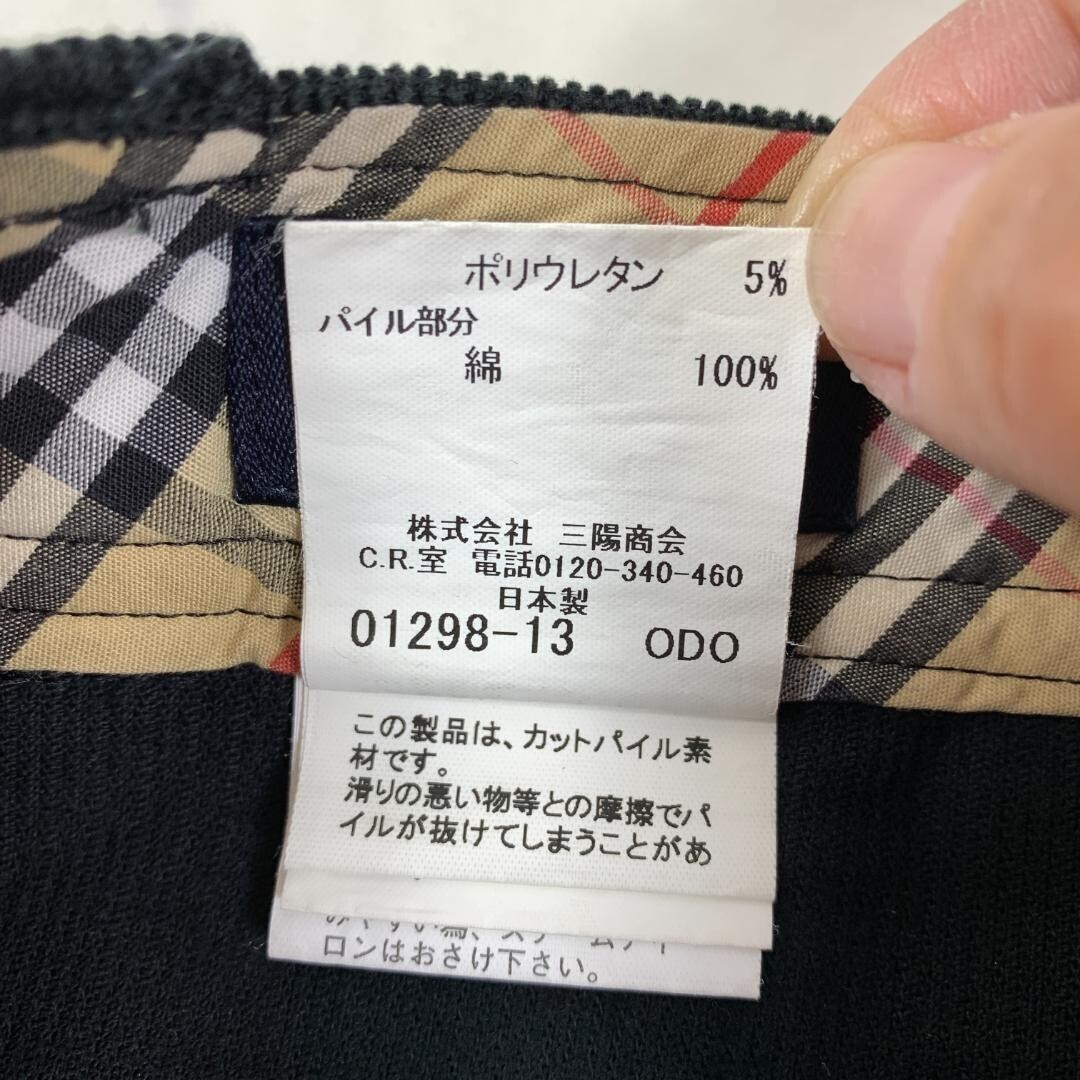 ポリウレタン 5%
パイル部分
綿 100%
株式会社 三陽商会
C.R.室 電話0120-340-460
日本製
01298-13 ODO
この製品は、カットパイル素
材です。
滑りの悪い物等との摩擦でパ
イルが抜けてしまうことがあ
ロンはおさけ下さい。